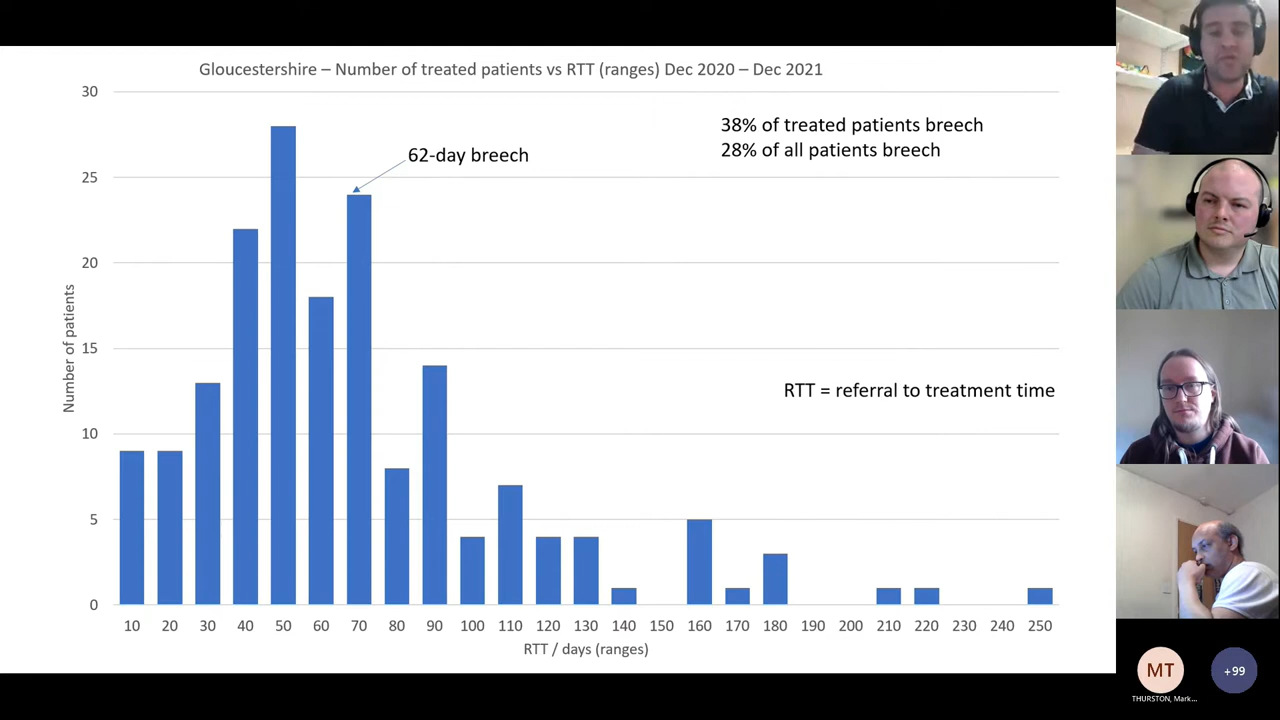 Gloucestershire – Number of treated patients vs RTT (ranges) Dec 2020 – Dec 2021
30
25
20
15
10
5
0
Number of patients
38% of treated patients breech
28% of all patients breech
62-day breech
RTT = referral to treatment time
10 20 30 40 50 60 70 80 90 100 110 120 130 140 150 160 170 180 190 200 210 220 230 240 250
RTT / days (ranges)
MT
+99
THURSTON, Mark...